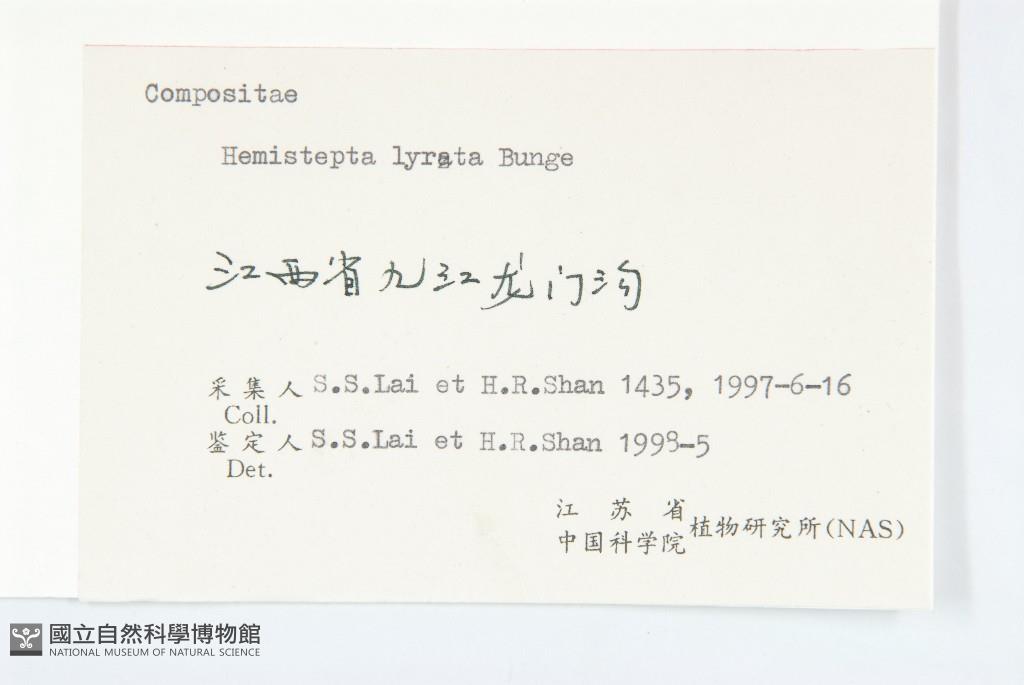 Compositae
Hemistepta lyrata Bunge
江西省九江龙门沟
采集人 S.S.Lai et H.R.Shan 1435, 1997-6-16
Coll.
鉴定人 S.S.Lai et H.R.Shan 1998-5
Det.
江苏省
中国科学院
植物研究所(NAS)
國立自然科學博物館
NATIONAL MUSEUM OF NATURAL SCIENCE